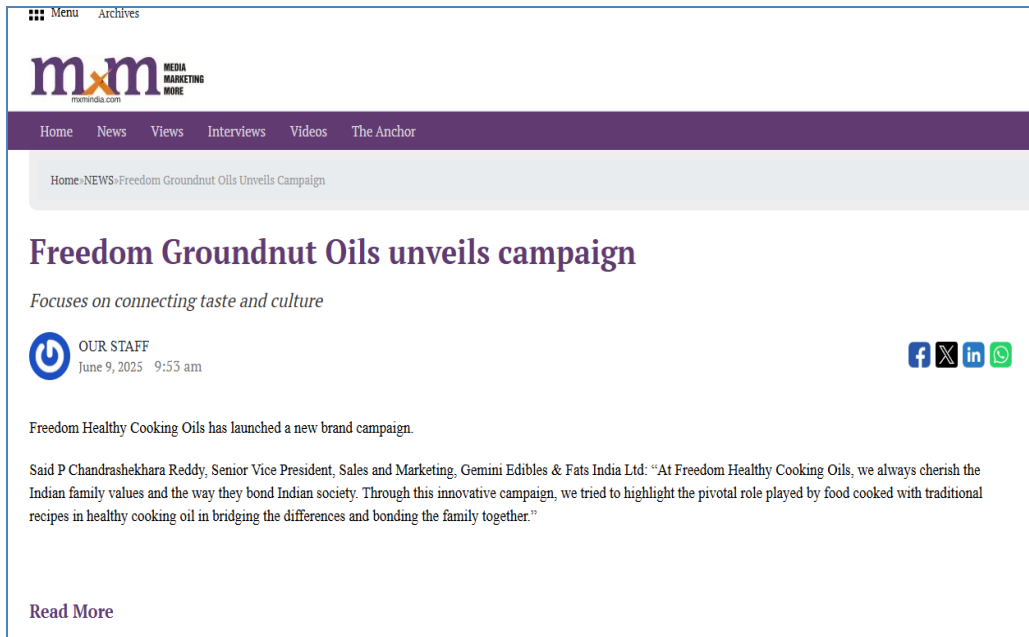 Menu Archives
mxm MEDIA
MARKETING
MORE
mxmindia.com
Home News Views Interviews Videos The Anchor
Home»NEWS»Freedom Groundnut Oils Unveils Campaign
Freedom Groundnut Oils unveils campaign
Focuses on connecting taste and culture
OUR STAFF
June 9, 2025 9:53 am
Freedom Healthy Cooking Oils has launched a new brand campaign.
Said P Chandrashekhara Reddy, Senior Vice President, Sales and Marketing, Gemini Edibles & Fats India Ltd: “At Freedom Healthy Cooking Oils, we always cherish the
Indian family values and the way they bond Indian society. Through this innovative campaign, we tried to highlight the pivotal role played by food cooked with traditional
recipes in healthy cooking oil in bridging the differences and bonding the family together.”
Read More